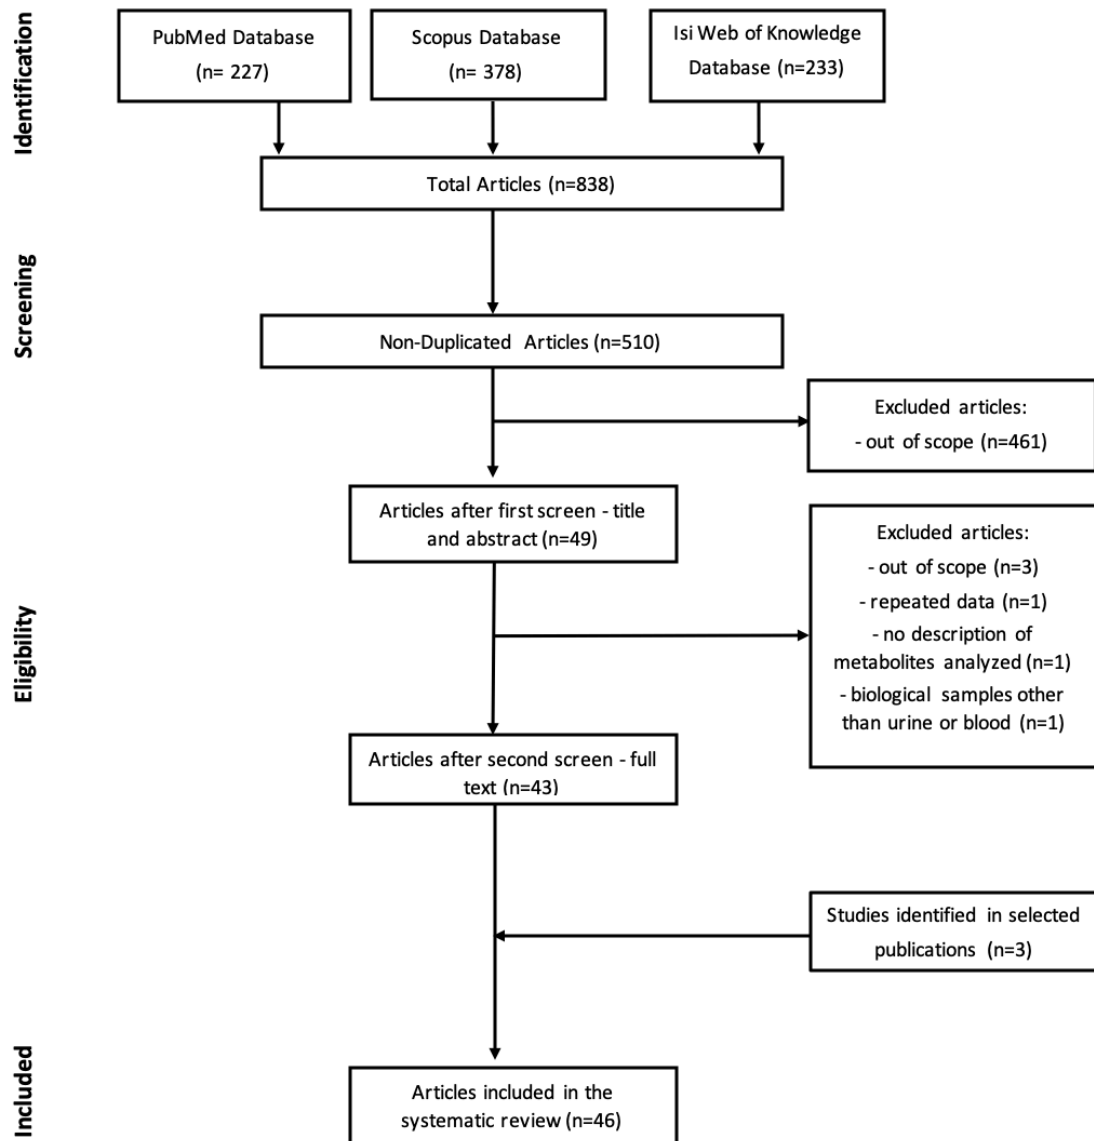 Identification
PubMed Database
(n= 227)
Scopus Database
(n= 378)
Isi Web of Knowledge
Database (n=233)
Total Articles (n=838)
Screening
Non-Duplicated Articles (n=510)
Excluded articles:
- out of scope (n=461)
Eligibility
Articles after first screen - title
and abstract (n=49)
Excluded articles:
- out of scope (n=3)
- repeated data (n=1)
- no description of
metabolites analyzed (n=1)
- biological samples other
than urine or blood (n=1)
Articles after second screen - full
text (n=43)
Studies identified in selected
publications (n=3)
Included
Articles included in the
systematic review (n=46)